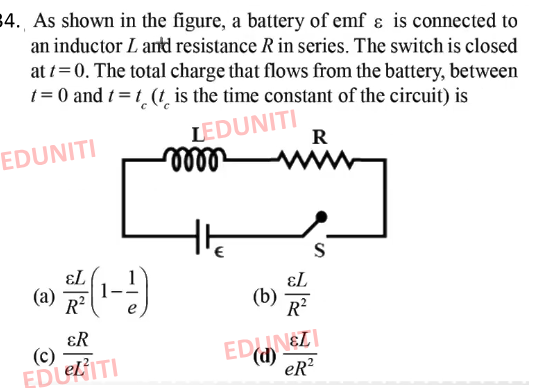 34. As shown in the figure, a battery of emf ε is connected to
an inductor L and resistance R in series. The switch is closed
at t = 0. The total charge that flows from the battery, between
t = 0 and t = t_c (t_c is the time constant of the circuit) is
EDUNITI
L
EDUNITI
R
ϵ
S
(a) εL/R² (1 − 1/e)
(b) εL/R²
(c) εR/eL²
EDUNITI
(d) εL/eR²
EDUNITI